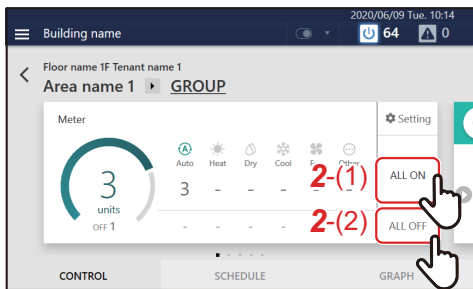 2020/06/09 Tue. 10:14
Building name
64
0
Floor name 1F Tenant name 1
Area name 1 GROUP
Meter
Setting
Auto Heat Dry Cool Other
3 - - - -
3
units
OFF 1
- - - - - -
2-(1) ALL ON
2-(2) ALL OFF
CONTROL SCHEDULE GRAPH